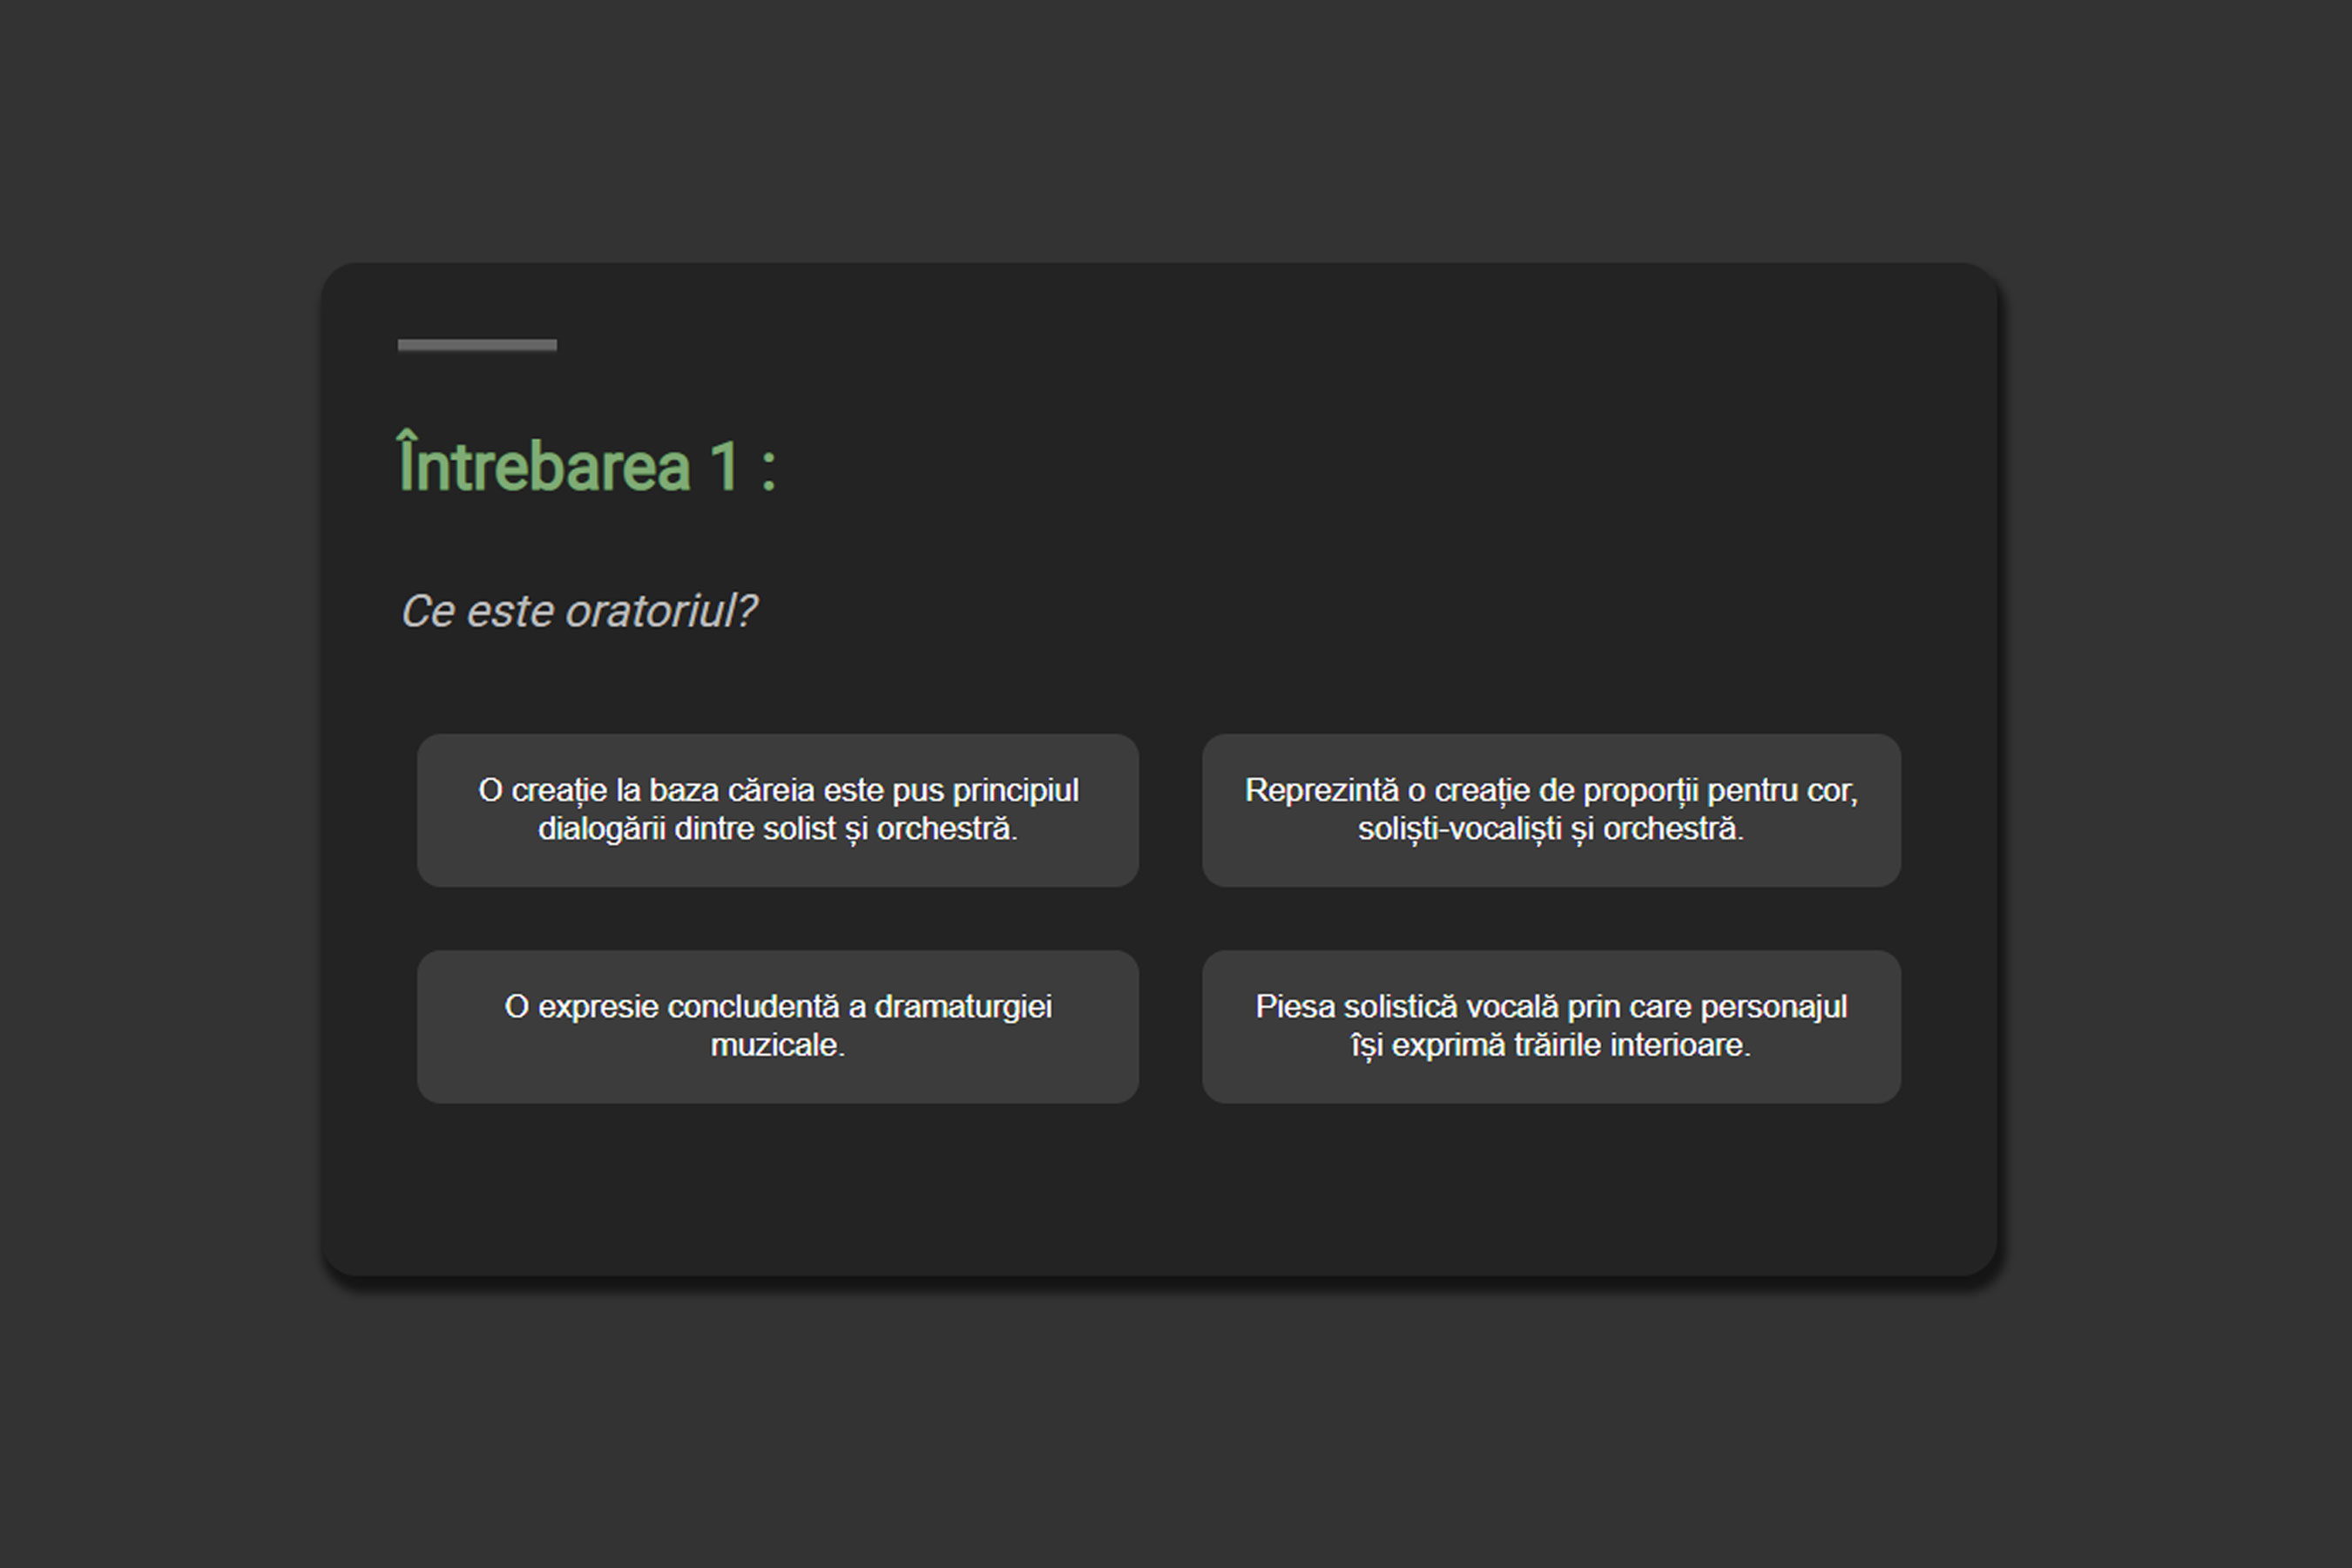 Întrebarea 1 :
Ce este oratoriul?
O creație la baza căreia este pus principiul
dialogării dintre solist și orchestră.
Reprezintă o creație de proporții pentru cor,
soliști-vocaliști și orchestră.
O expresie concludentă a dramaturgiei
muzicale.
Piesa solistică vocală prin care personajul
își exprimă trăirile interioare.